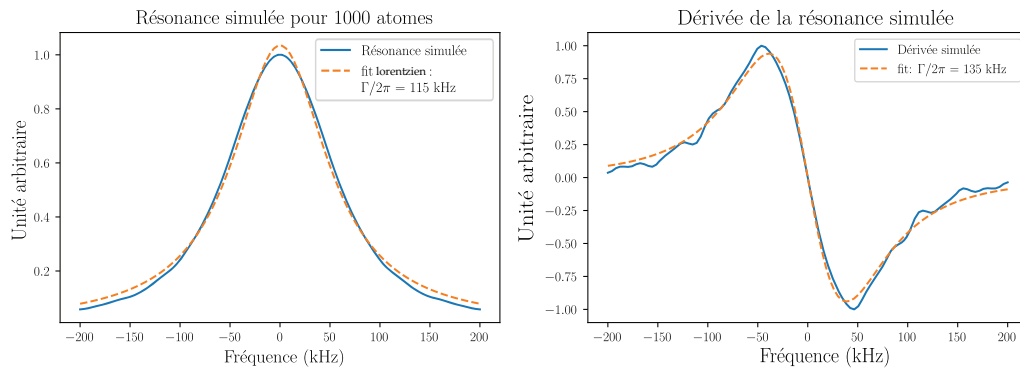 Résonance simulée pour 1000 atomes
Résonance simulée
fit lorentzien :
Γ/2π = 115 kHz
1.0
0.8
0.6
0.4
0.2
Unité arbitraire
−200
−150
−100
−50
0
50
100
150
200
Fréquence (kHz)
Dérivée de la résonance simulée
Dérivée simulée
fit: Γ/2π = 135 kHz
1.00
0.75
0.50
0.25
0.00
−0.25
−0.50
−0.75
−1.00
Unité arbitraire
−200
−150
−100
−50
0
50
100
150
200
Fréquence (kHz)